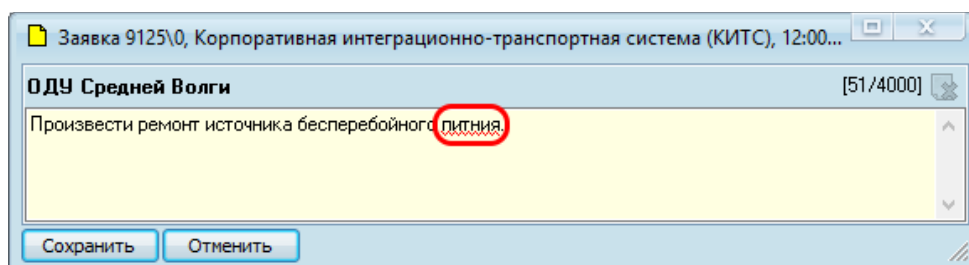 Заявка 9125\0, Корпоративная интеграционно-транспортная система (КИТС), 12:00...
ОДУ Средней Волги [51/4000]
Произвести ремонт источника бесперебойного питния.
Сохранить Отменить